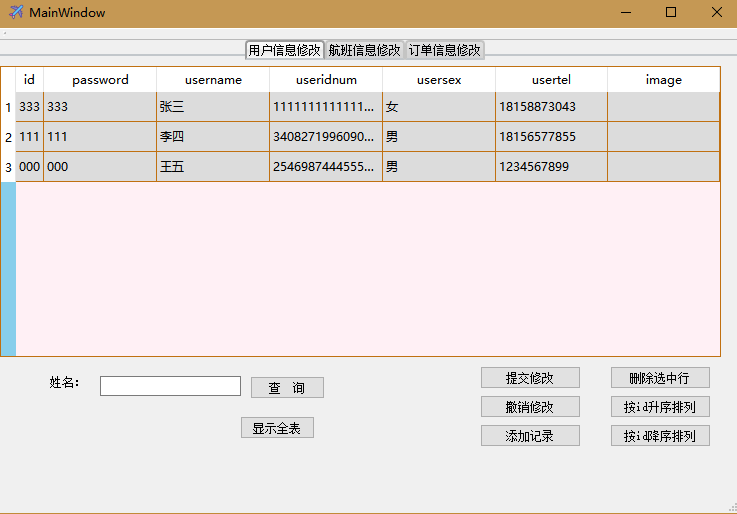 MainWindow
用户信息修改 航班信息修改 订单信息修改
id password username useridnum usersex usertel image
1 333 333 张三 1111111111111... 女 18158873043
2 111 111 李四 3408271996090... 男 18156577855
3 000 000 王五 2546987444555... 男 1234567899
姓名: 查 询 提交修改 删除选中行
撤销修改 按id升序排列
显示全表 添加记录 按id降序排列